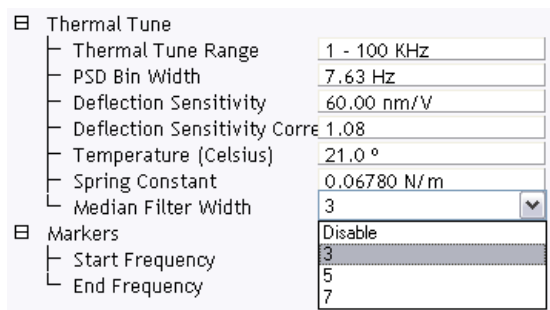 Thermal Tune
Thermal Tune Range 1 - 100 KHz
PSD Bin Width 7.63 Hz
Deflection Sensitivity 60.00 nm/V
Deflection Sensitivity Corre 1.08
Temperature (Celsius) 21.0 º
Spring Constant 0.06780 N/m
Median Filter Width 3
Markers Disable
Start Frequency 3
End Frequency 5
7